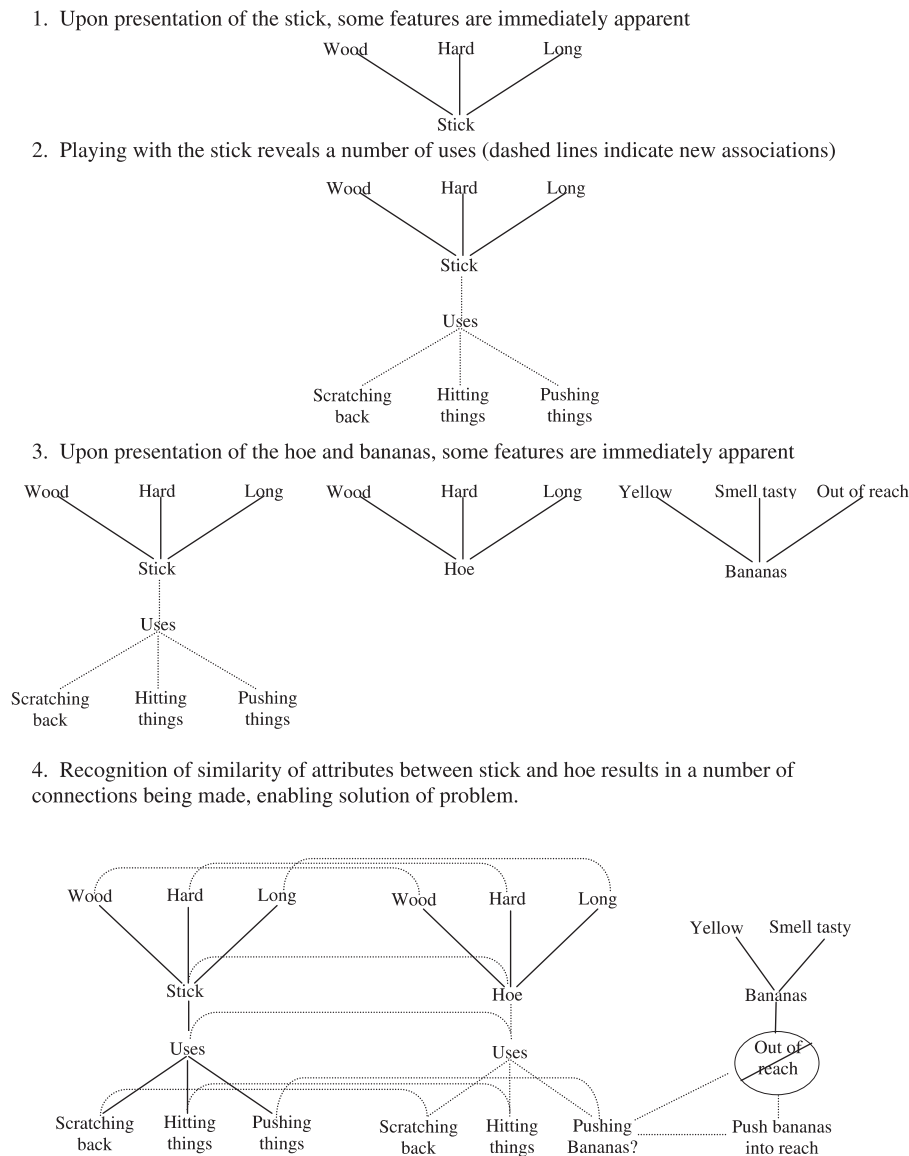 1. Upon presentation of the stick, some features are immediately apparent
Wood Hard Long
Stick
2. Playing with the stick reveals a number of uses (dashed lines indicate new associations)
Wood Hard Long
Stick
Uses
Scratching Hitting Pushing
back things things
3. Upon presentation of the hoe and bananas, some features are immediately apparent
Wood Hard Long Wood Hard Long Yellow Smell tasty Out of reach
Stick Hoe Bananas
Uses
Scratching Hitting Pushing
back things things
4. Recognition of similarity of attributes between stick and hoe results in a number of
connections being made, enabling solution of problem.
Wood Hard Long Wood Hard Long
Yellow Smell tasty
Stick Hoe Bananas
Uses Uses Out of
reach
Scratching Hitting Pushing Scratching Hitting Pushing Push bananas
back things things back things Bananas? into reach